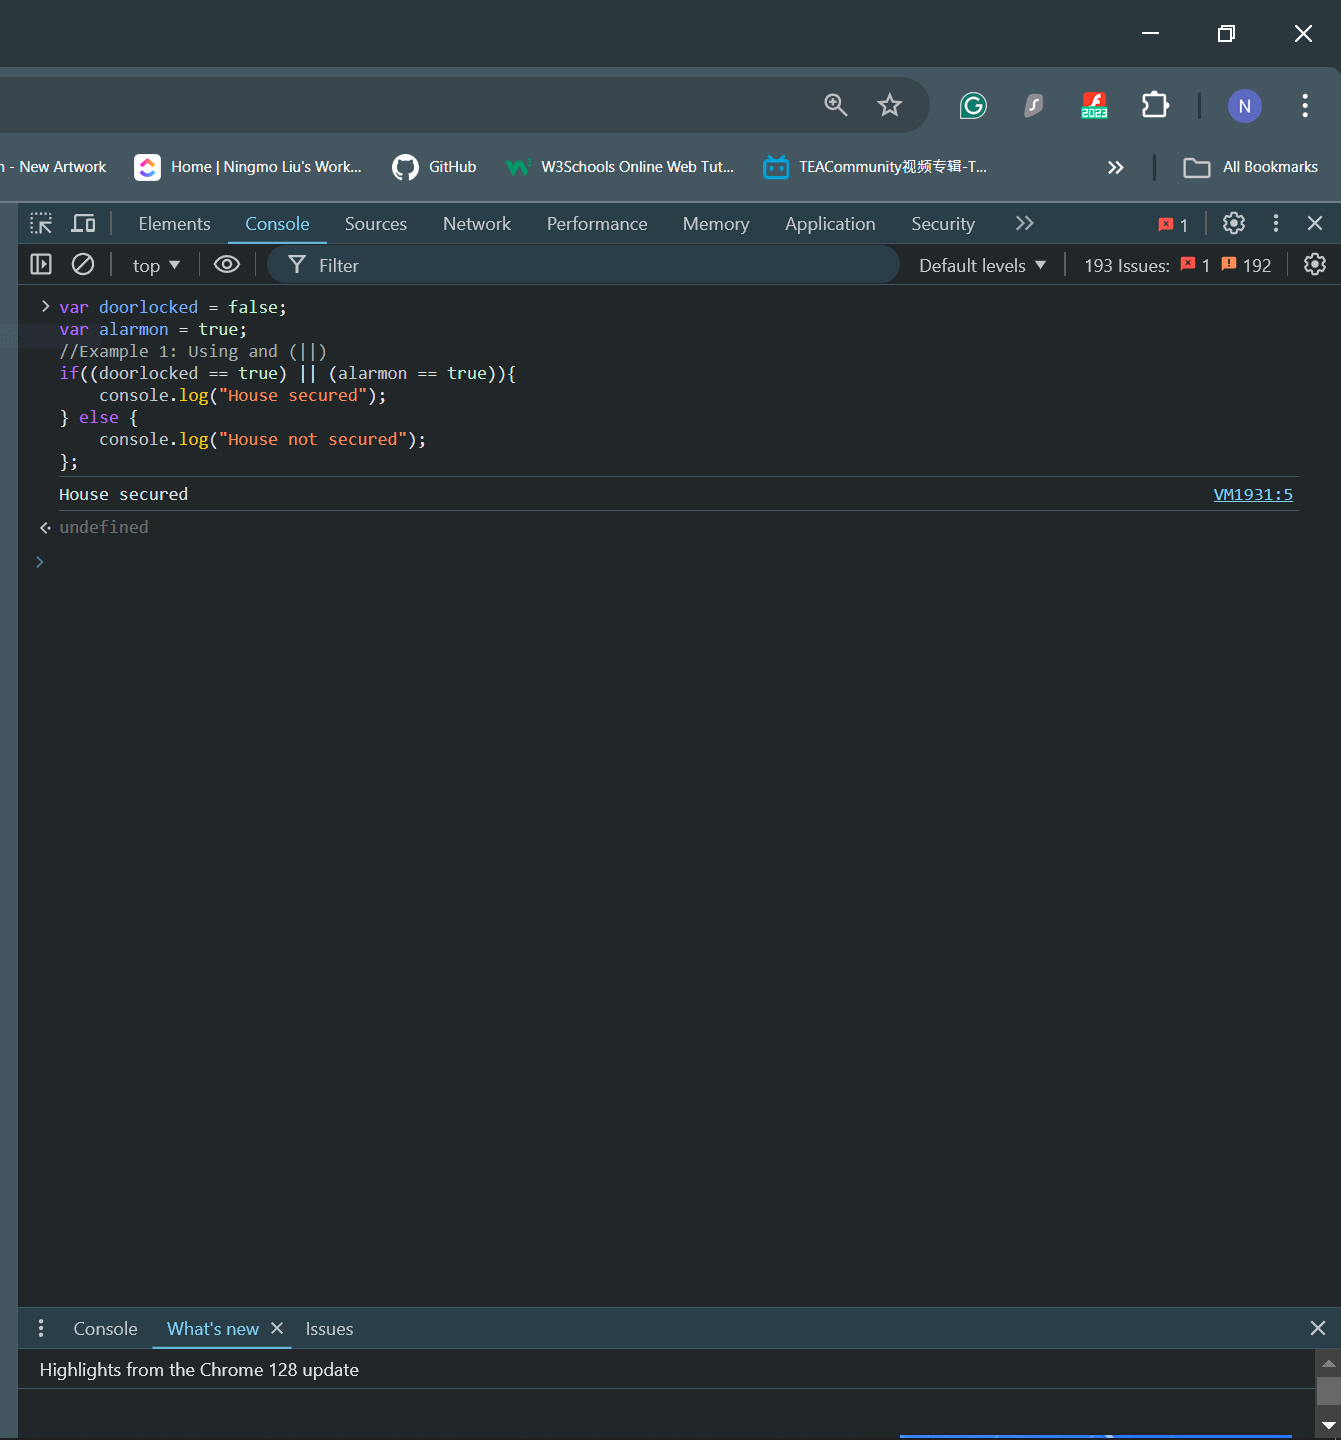 n - New Artwork
Home | Ningmo Liu's Work...
GitHub
W3Schools Online Web Tut...
TEACommunity视频专辑-T...
All Bookmarks
2023
N
Elements Console Sources Network Performance Memory Application Security 1
top Filter Default levels 193 Issues: 1 192
var doorlocked = false;
var alarmon = true;
//Example 1: Using and (||)
if((doorlocked == true) || (alarmon == true)){
console.log("House secured");
} else {
console.log("House not secured");
};
House secured VM1931:5
undefined
Console What's new Issues
Highlights from the Chrome 128 update